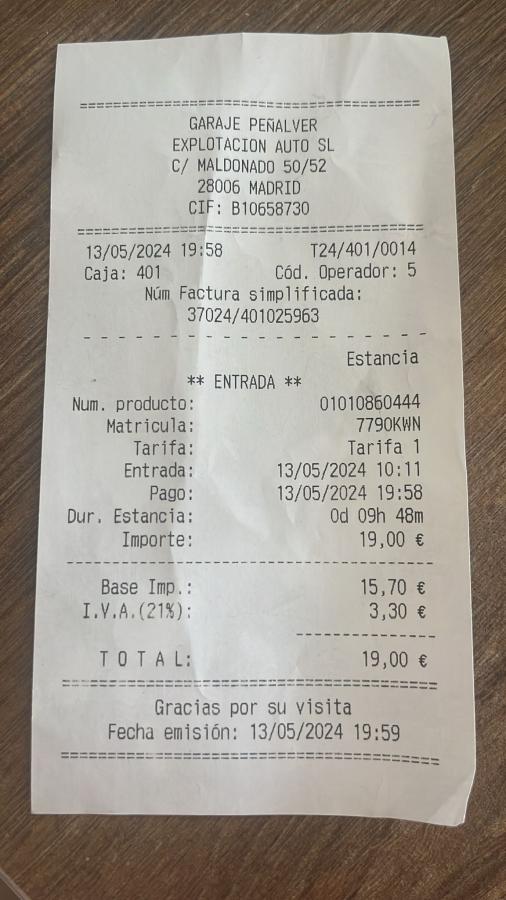 GARAJE PEÑALVER
EXPLOTACION AUTO SL
C/ MALDONADO 50/52
28006 MADRID
CIF: B10658730
13/05/2024 19:58 T24/401/0014
Caja: 401 Cód. Operador: 5
Núm Factura simplificada:
37024/401025963
Estancia
** ENTRADA **
Num. producto: 01010860444
Matricula: 7790KWN
Tarifa: Tarifa 1
Entrada: 13/05/2024 10:11
Pago: 13/05/2024 19:58
Dur. Estancia: 0d 09h 48m
Importe: 19,00 €
Base Imp.: 15,70 €
I.V.A.(21%): 3,30 €
T O T A L: 19,00 €
Gracias por su visita
Fecha emisión: 13/05/2024 19:59